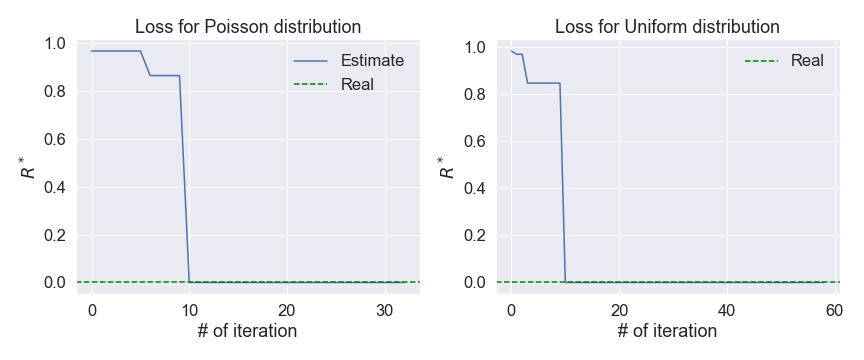 Loss for Poisson distribution
1.0
0.8
0.6
0.4
0.2
0.0
R*
0
10
20
30
# of iteration
Estimate
Real
Loss for Uniform distribution
1.0
0.8
0.6
0.4
0.2
0.0
R*
0
20
40
60
# of iteration
Real